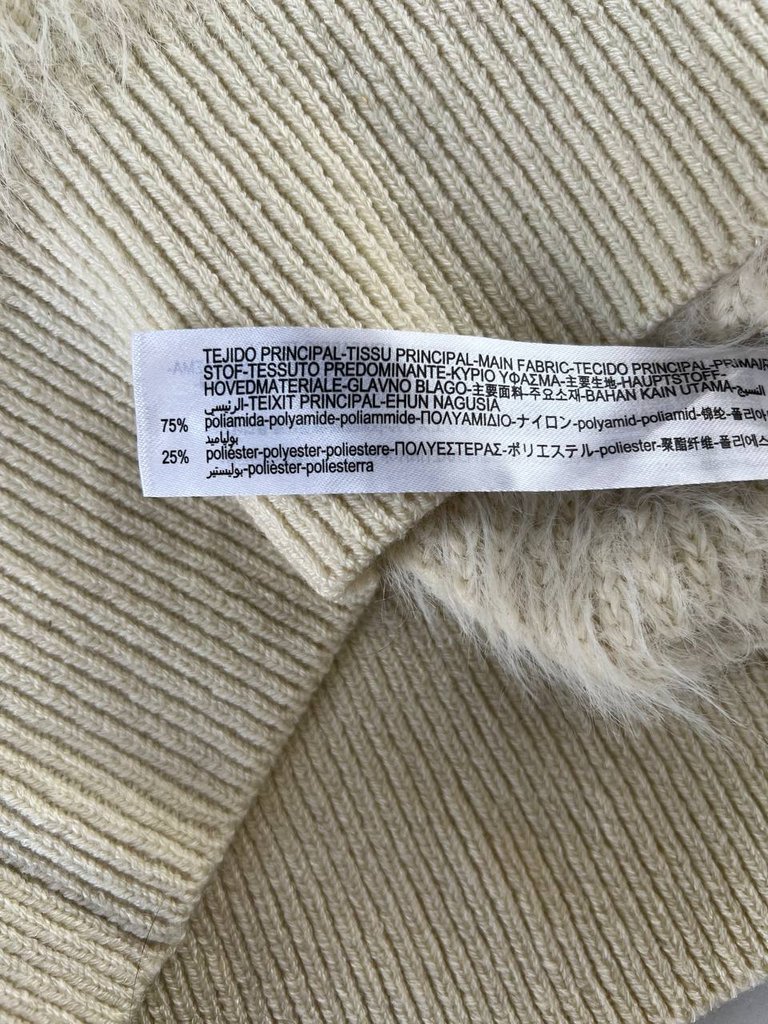 TEJIDO PRINCIPAL-TISSU PRINCIPAL-MAIN FABRIC-TECIDO PRINCIPAL-PRIMAIR
STOF-TESSUTO PREDOMINANTE-ΚΥΡΙΟ ΥΦΑΣΜΑ-主要生地-HAUPTSTOFF-
HOVEDMATERIALE-GLAVNO BLAGO-主要面料-주요소재-BAHAN KAIN UTAMA-النسيج
الرئيسي-TEIXIT PRINCIPAL-EHUN NAGUSIA
75% poliamida-polyamide-poliammide-ΠΟΛΥΑΜΙΔΙΟ-ナイロン-polyamid-poliamid-锦纶-폴리아
بولياميد
25% poliéster-polyester-poliestere-ΠΟΛΥΕΣΤΕΡΑΣ-ポリエステル-poliester-聚酯纤维-폴리에스
بوليستير-polièster-poliesterra